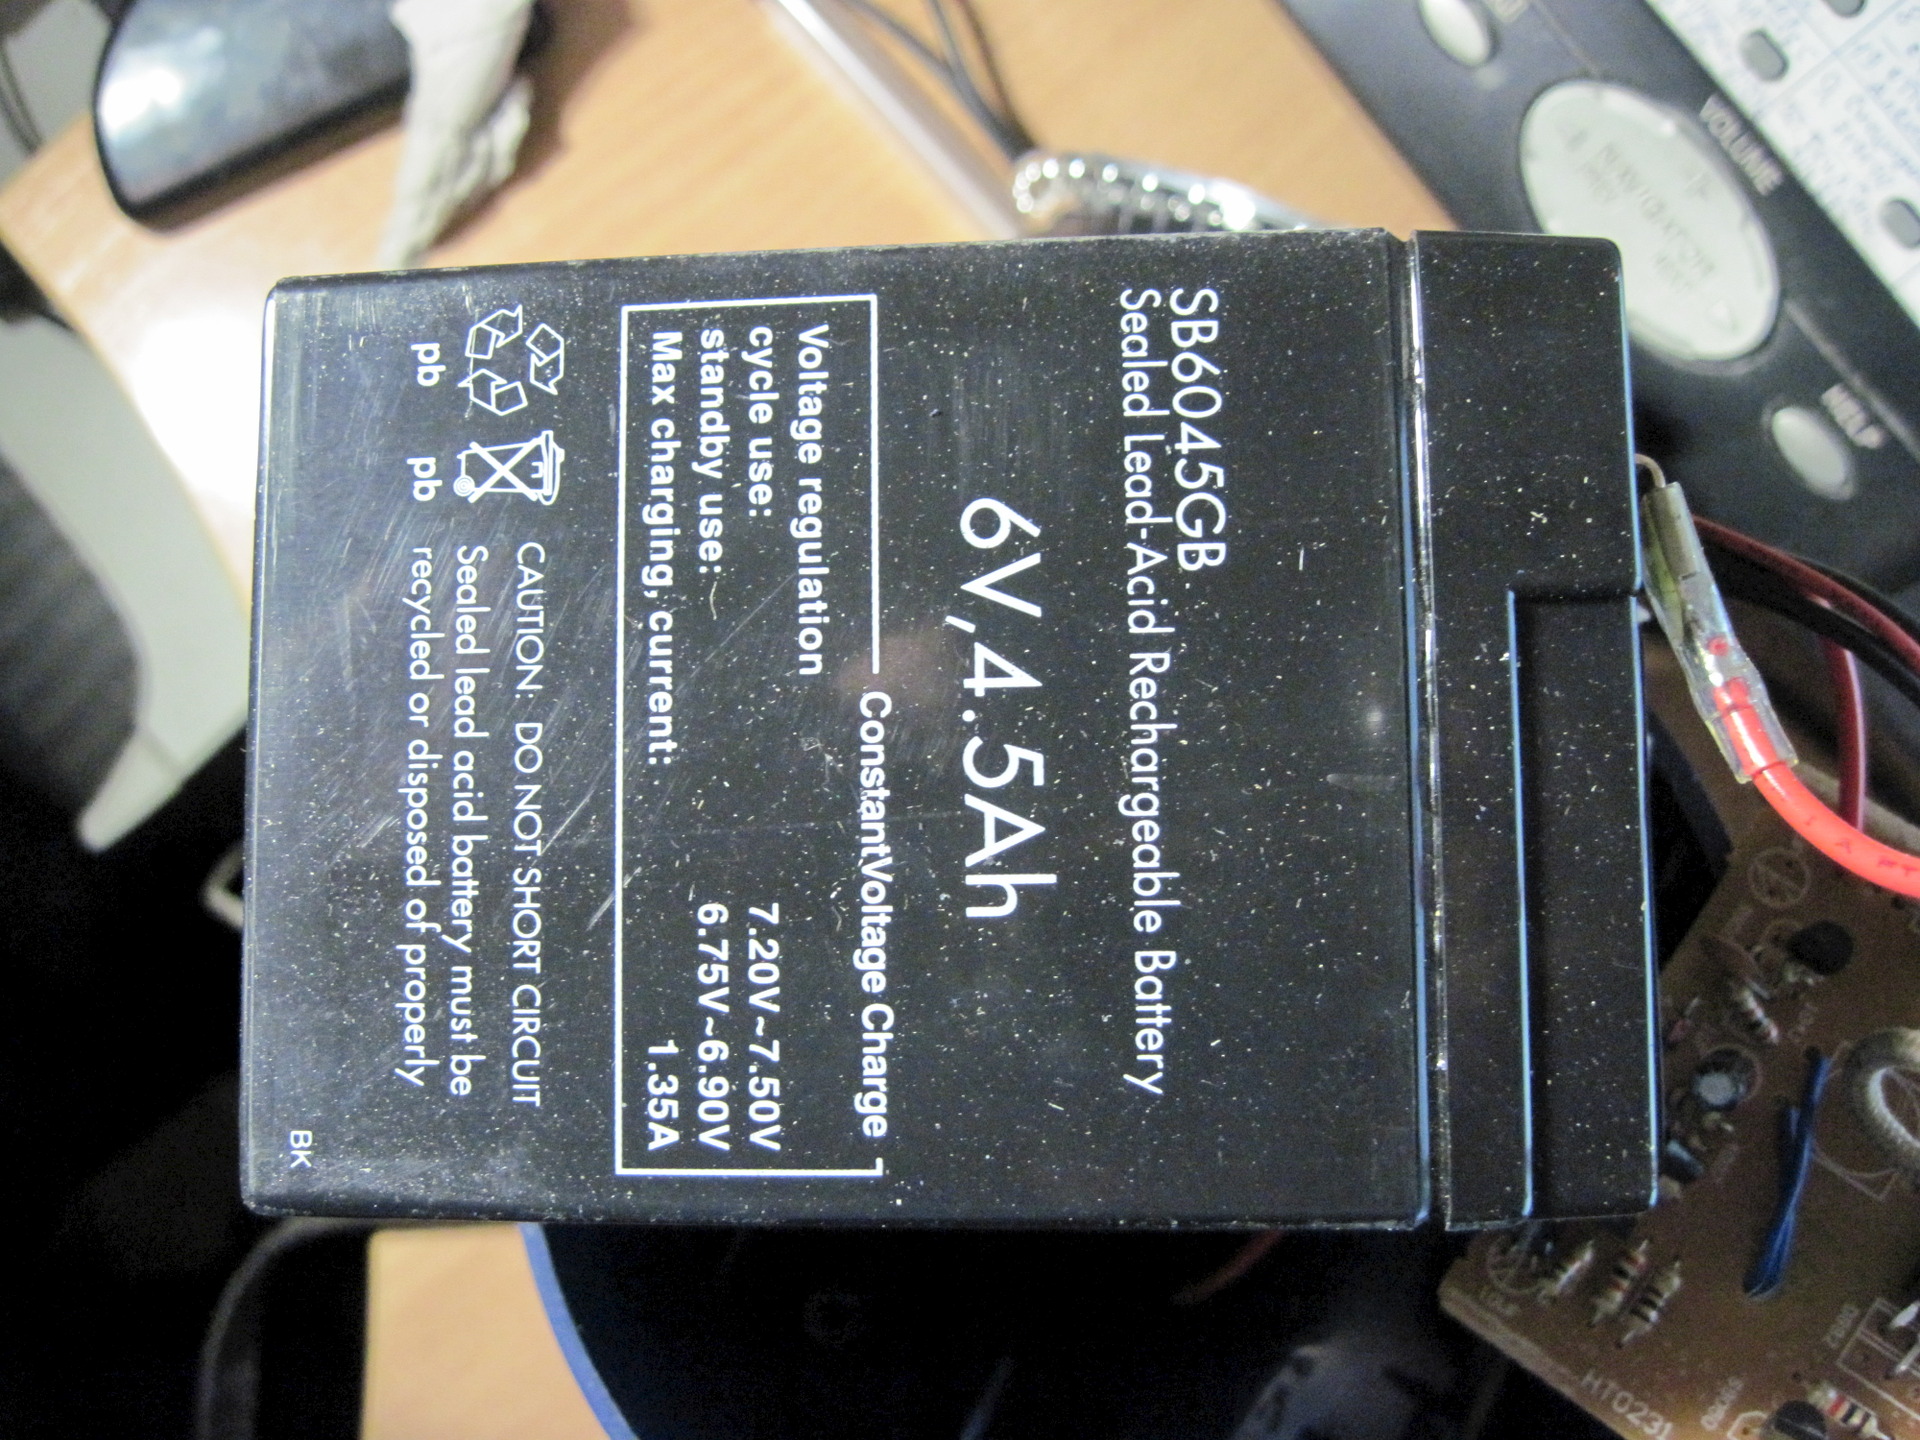 SB6045GB
Sealed Lead-Acid Rechargeable Battery
6V,4.5Ah
ConstantVoltage Charge
Voltage regulation
cycle use: 7.20V~7.50V
standby use: 6.75V~6.90V
Max charging, current: 1.35A
CAUTION: DO NOT SHORT CIRCUIT
Sealed lead acid battery must be
recycled or disposed of properly
pb pb
BK
VOLUME
NAVIGATOR
HELP
HT0231